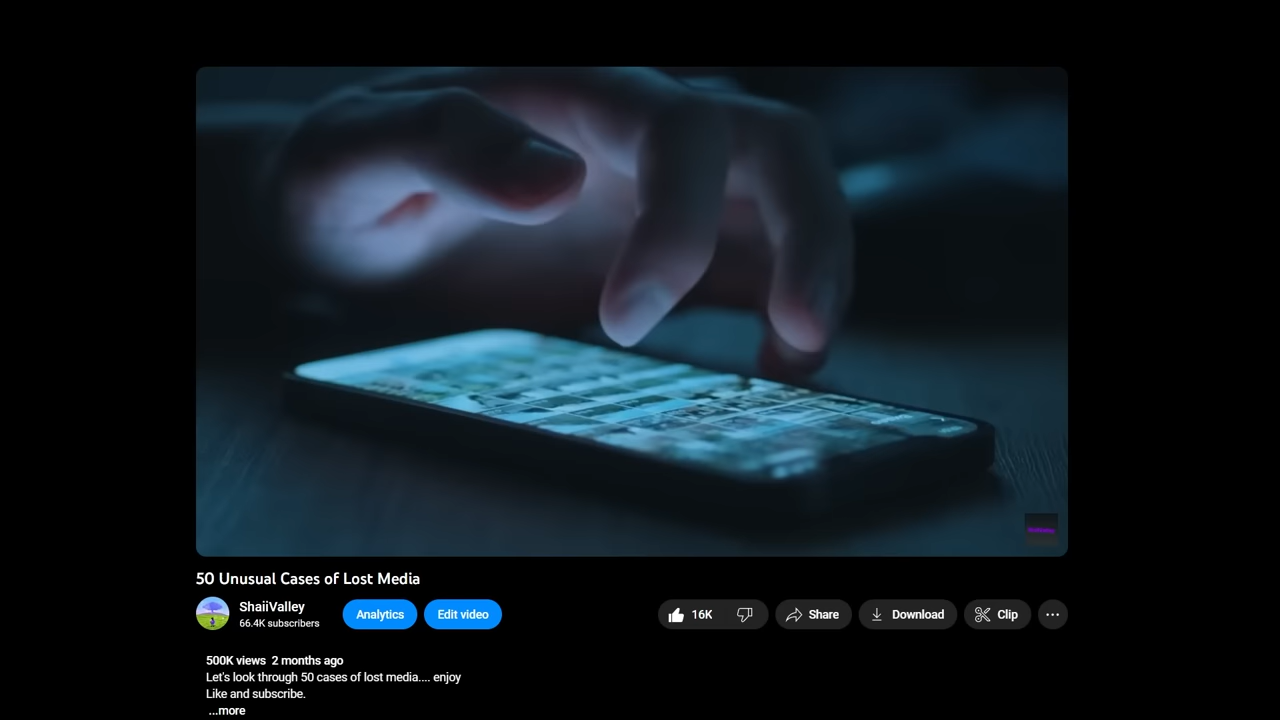 50 Unusual Cases of Lost Media
ShaiiValley
66.4K subscribers
Analytics
Edit video
16K
Share
Download
Clip
500K views 2 months ago
Let's look through 50 cases of lost media.... enjoy
Like and subscribe.
...more